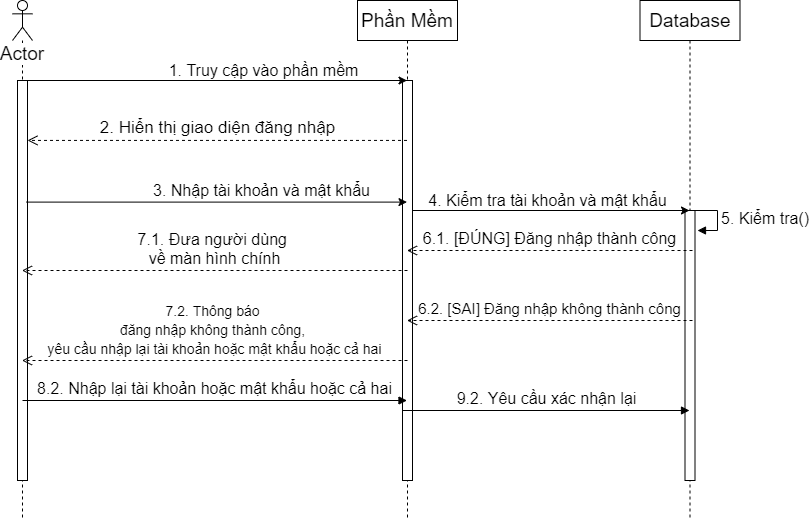 Actor
Phần Mềm
Database
1. Truy cập vào phần mềm
2. Hiển thị giao diện đăng nhập
3. Nhập tài khoản và mật khẩu
4. Kiểm tra tài khoản và mật khẩu
5. Kiểm tra()
6.1. [ĐÚNG] Đăng nhập thành công
7.1. Đưa người dùng
về màn hình chính
6.2. [SAI] Đăng nhập không thành công
7.2. Thông báo
đăng nhập không thành công,
yêu cầu nhập lại tài khoản hoặc mật khẩu hoặc cả hai
8.2. Nhập lại tài khoản hoặc mật khẩu hoặc cả hai
9.2. Yêu cầu xác nhận lại